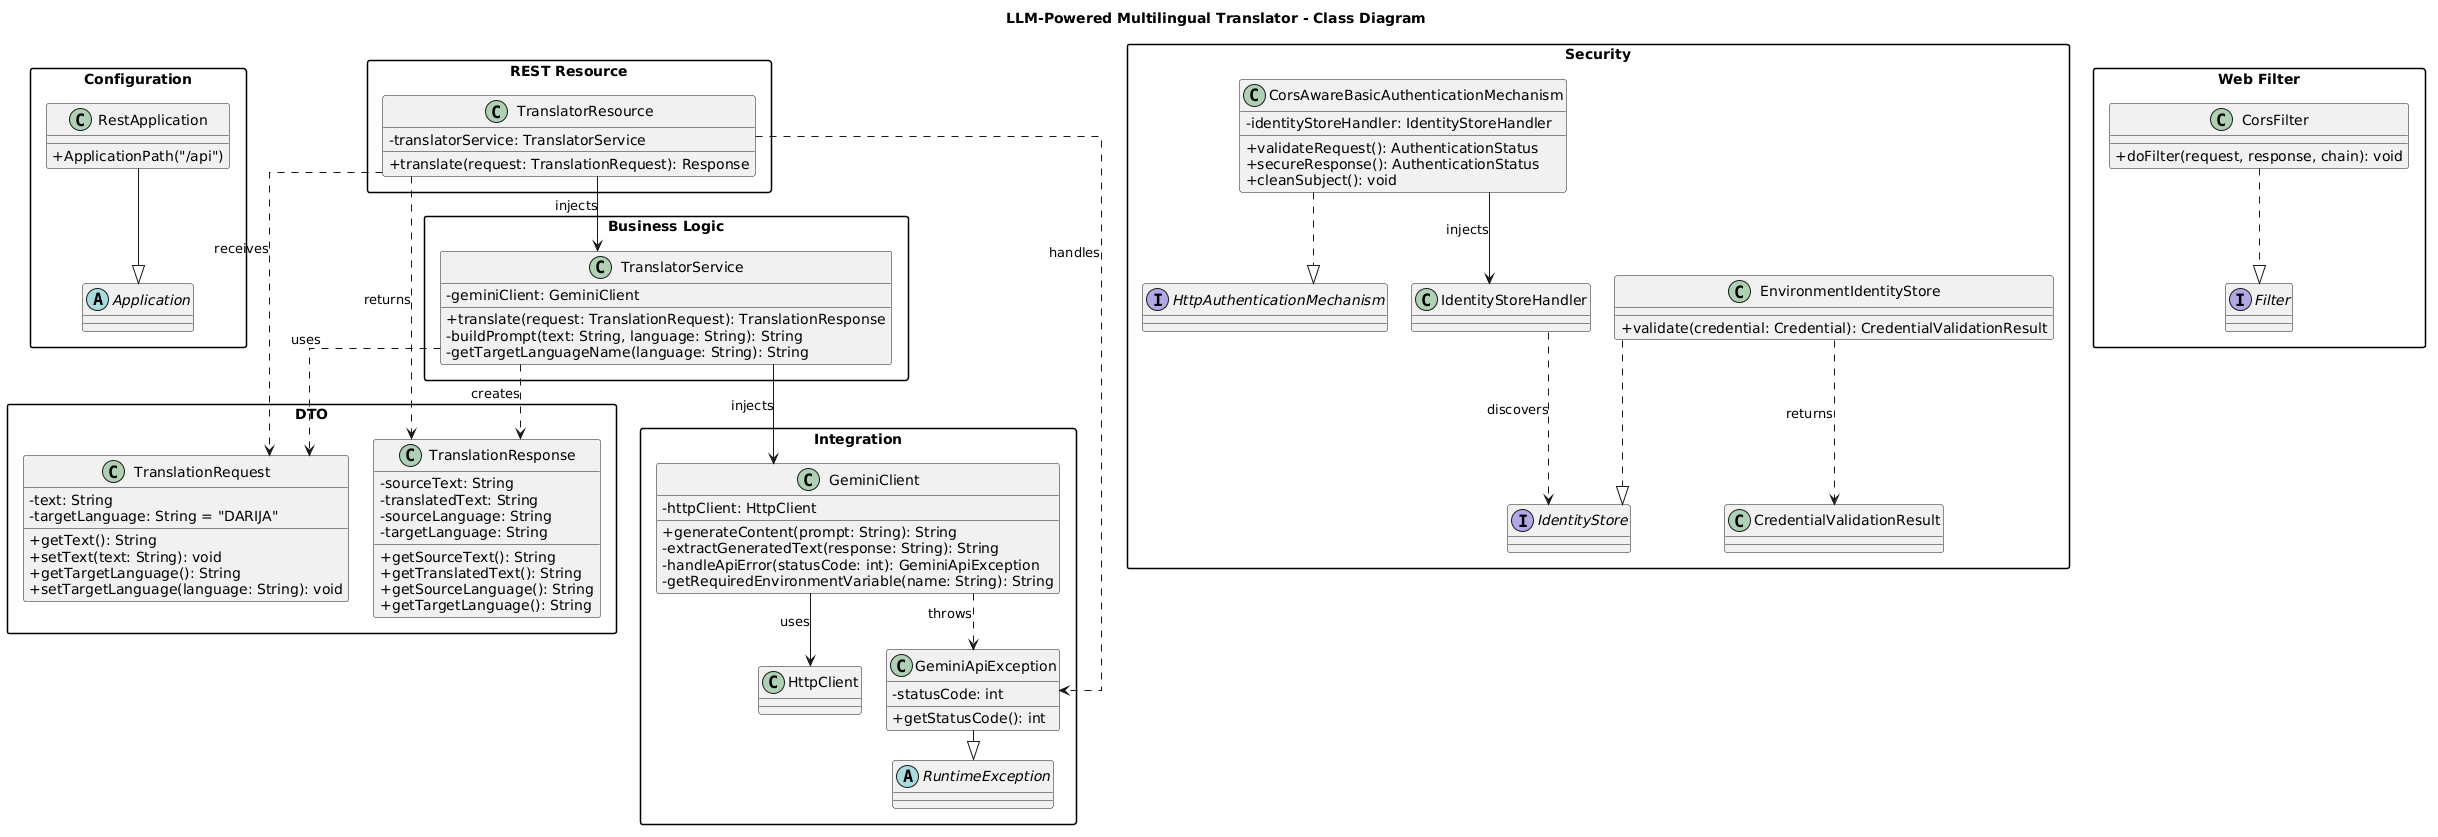 LLM-Powered Multilingual Translator - Class Diagram
Configuration
C RestApplication
+ApplicationPath("/api")
A Application
REST Resource
C TranslatorResource
-translatorService: TranslatorService
+translate(request: TranslationRequest): Response
receives
returns
injects
handles
Business Logic
C TranslatorService
-geminiClient: GeminiClient
+translate(request: TranslationRequest): TranslationResponse
-buildPrompt(text: String, language: String): String
-getTargetLanguageName(language: String): String
uses
creates
injects
DTO
C TranslationRequest
-text: String
-targetLanguage: String = "DARIJA"
+getText(): String
+setText(text: String): void
+getTargetLanguage(): String
+setTargetLanguage(language: String): void
C TranslationResponse
-sourceText: String
-translatedText: String
-sourceLanguage: String
-targetLanguage: String
+getSourceText(): String
+getTranslatedText(): String
+getSourceLanguage(): String
+getTargetLanguage(): String
Integration
C GeminiClient
-httpClient: HttpClient
+generateContent(prompt: String): String
-extractGeneratedText(response: String): String
-handleApiError(statusCode: int): GeminiApiException
-getRequiredEnvironmentVariable(name: String): String
uses
throws
C HttpClient
C GeminiApiException
-statusCode: int
+getStatusCode(): int
A RuntimeException
Security
C CorsAwareBasicAuthenticationMechanism
-identityStoreHandler: IdentityStoreHandler
+validateRequest(): AuthenticationStatus
+secureResponse(): AuthenticationStatus
+cleanSubject(): void
injects
I HttpAuthenticationMechanism
C IdentityStoreHandler
C EnvironmentIdentityStore
+validate(credential: Credential): CredentialValidationResult
discovers
returns
I IdentityStore
C CredentialValidationResult
Web Filter
C CorsFilter
+doFilter(request, response, chain): void
I Filter